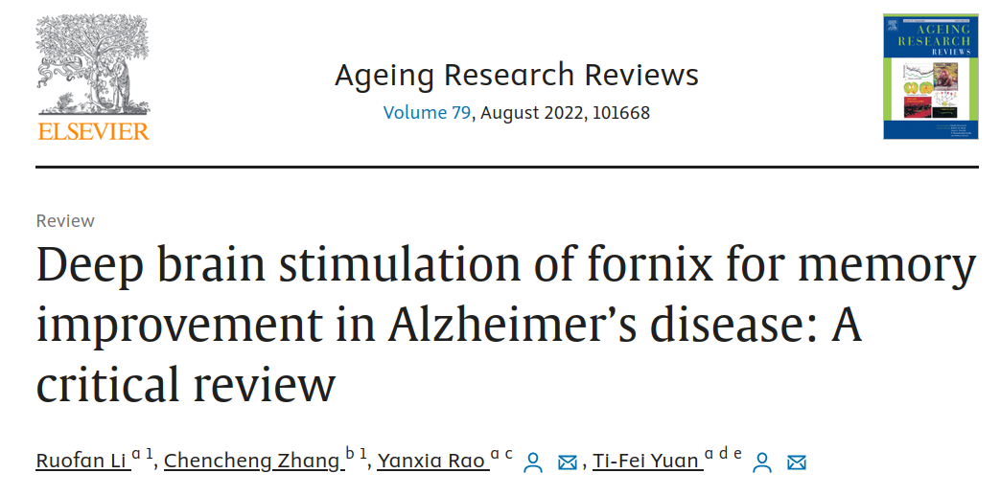 ELSEVIER
Ageing Research Reviews
Volume 79, August 2022, 101668
AGEING
RESEARCH
REVIEWS
Review
Deep brain stimulation of fornix for memory
improvement in Alzheimer’s disease: A
critical review
Ruofan Li a 1, Chencheng Zhang b 1, Yanxia Rao a c, Ti-Fei Yuan a d e